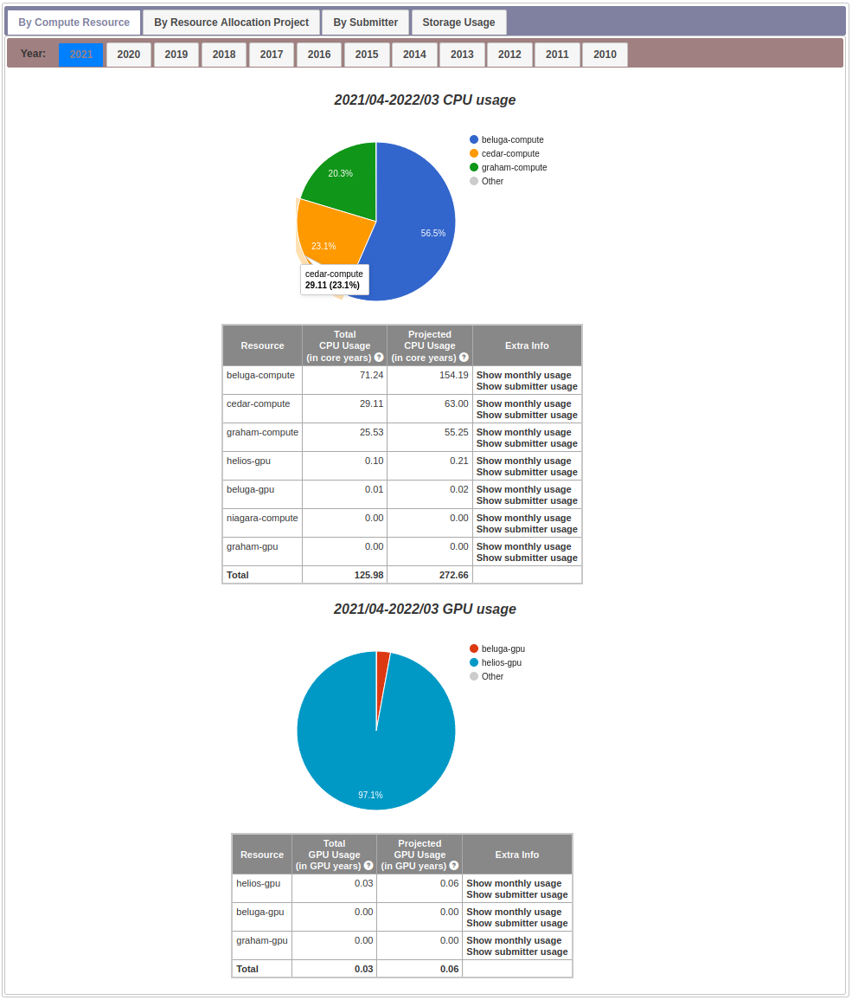 By Compute Resource By Resource Allocation Project By Submitter Storage Usage
Year: 2021 2020 2019 2018 2017 2016 2015 2014 2013 2012 2011 2010
2021/04-2022/03 CPU usage
beluga-compute
cedar-compute
graham-compute
Other
20.3%
56.5%
23.1%
cedar-compute
29.11 (23.1%)
Resource
Total
CPU Usage
(in core years) ?
Projected
CPU Usage
(in core years) ?
Extra Info
beluga-compute 71.24 154.19 Show monthly usage
Show submitter usage
cedar-compute 29.11 63.00 Show monthly usage
Show submitter usage
graham-compute 25.53 55.25 Show monthly usage
Show submitter usage
helios-gpu 0.10 0.21 Show monthly usage
Show submitter usage
beluga-gpu 0.01 0.02 Show monthly usage
Show submitter usage
niagara-compute 0.00 0.00 Show monthly usage
Show submitter usage
graham-gpu 0.00 0.00 Show monthly usage
Show submitter usage
Total 125.98 272.66
2021/04-2022/03 GPU usage
beluga-gpu
helios-gpu
Other
97.1%
Resource
Total
GPU Usage
(in GPU years) ?
Projected
GPU Usage
(in GPU years) ?
Extra Info
helios-gpu 0.03 0.06 Show monthly usage
Show submitter usage
beluga-gpu 0.00 0.00 Show monthly usage
Show submitter usage
graham-gpu 0.00 0.00 Show monthly usage
Show submitter usage
Total 0.03 0.06